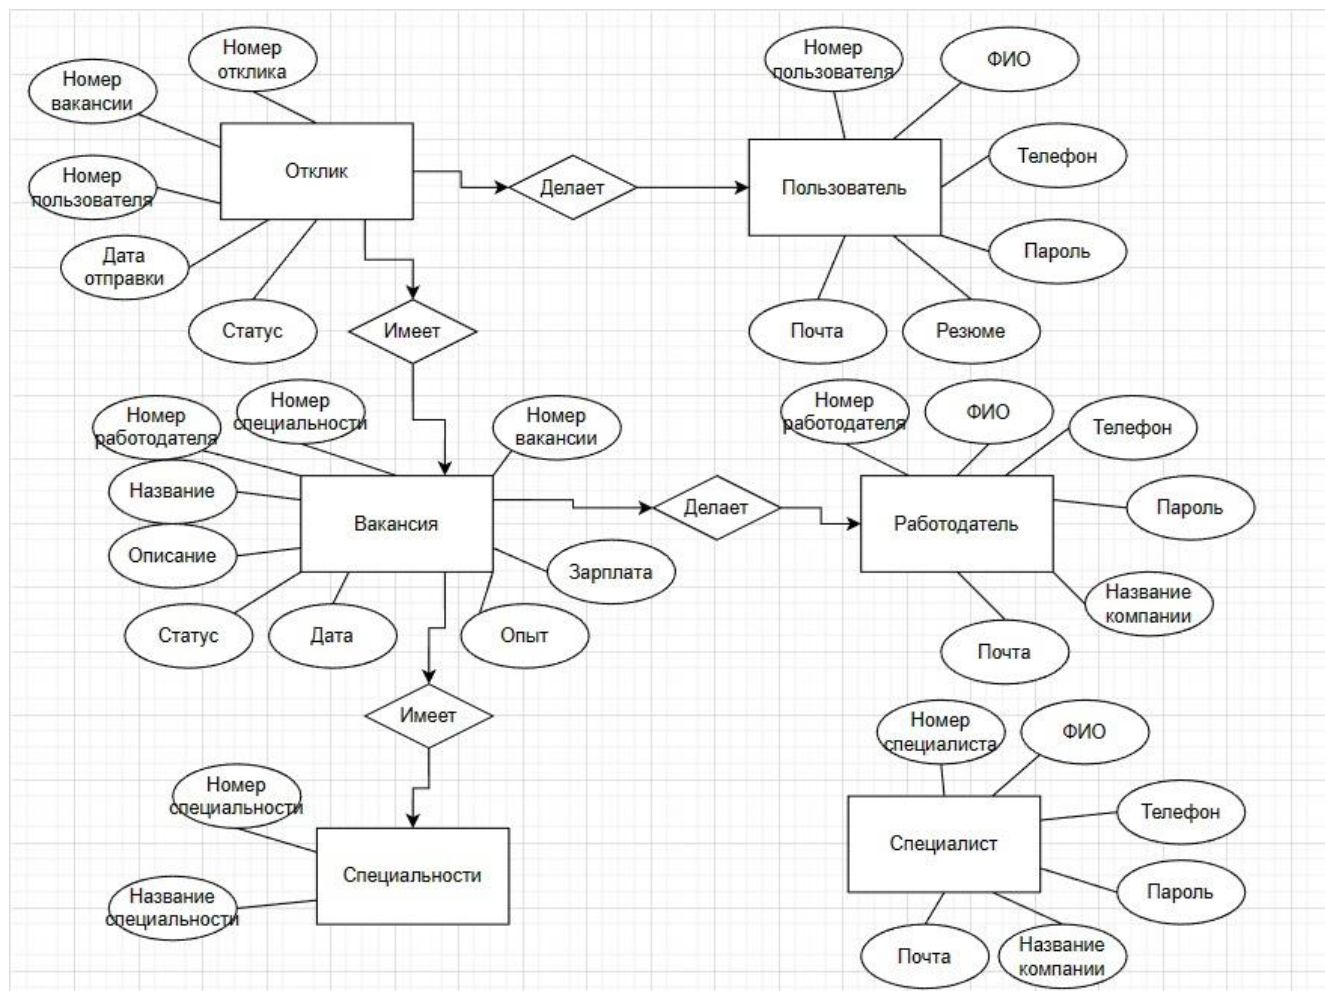 Номер
отклика
Номер
вакансии
Номер
пользователя
Дата
отправки
Статус
Отклик
Делает
Номер
пользователя
ФИО
Телефон
Пароль
Пользователь
Почта
Резюме
Имеет
Номер
работодателя
Номер
специальности
Номер
вакансии
Название
Описание
Вакансия
Статус
Дата
Опыт
Зарплата
Делает
Номер
работодателя
ФИО
Телефон
Пароль
Работодатель
Название
компании
Почта
Имеет
Номер
специальности
Название
специальности
Специальности
Номер
специалиста
ФИО
Телефон
Специалист
Пароль
Почта
Название
компании